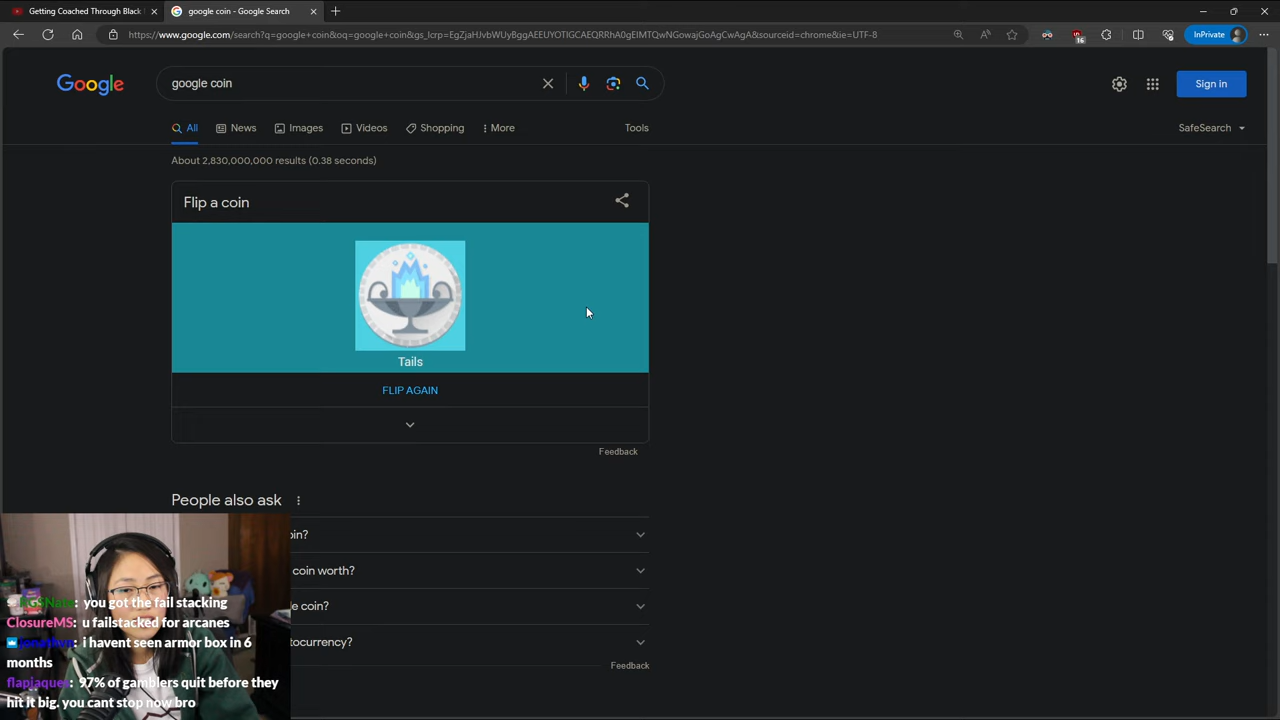 Getting Coached Through Black
google coin - Google Search
https://www.google.com/search?q=google+coin&oq=google+coin&gs_lcrp=EgZjaHJvbWUyBggAEEUYOTIGCAEQRRhA0gEIMTQwNGowajGoAgCwAgA&sourceid=chrome&ie=UTF-8
16
InPrivate
Google
google coin
Sign in
All
News
Images
Videos
Shopping
More
Tools
SafeSearch
About 2,830,000,000 results (0.38 seconds)
Flip a coin
Tails
FLIP AGAIN
Feedback
People also ask
oin?
coin worth?
le coin?
tocurrency?
Feedback
you got the fail stacking
ClosureMS: u failstacked for arcanes
i havent seen armor box in 6
months
flapjaques: 97% of gamblers quit before they
hit it big. you cant stop now bro